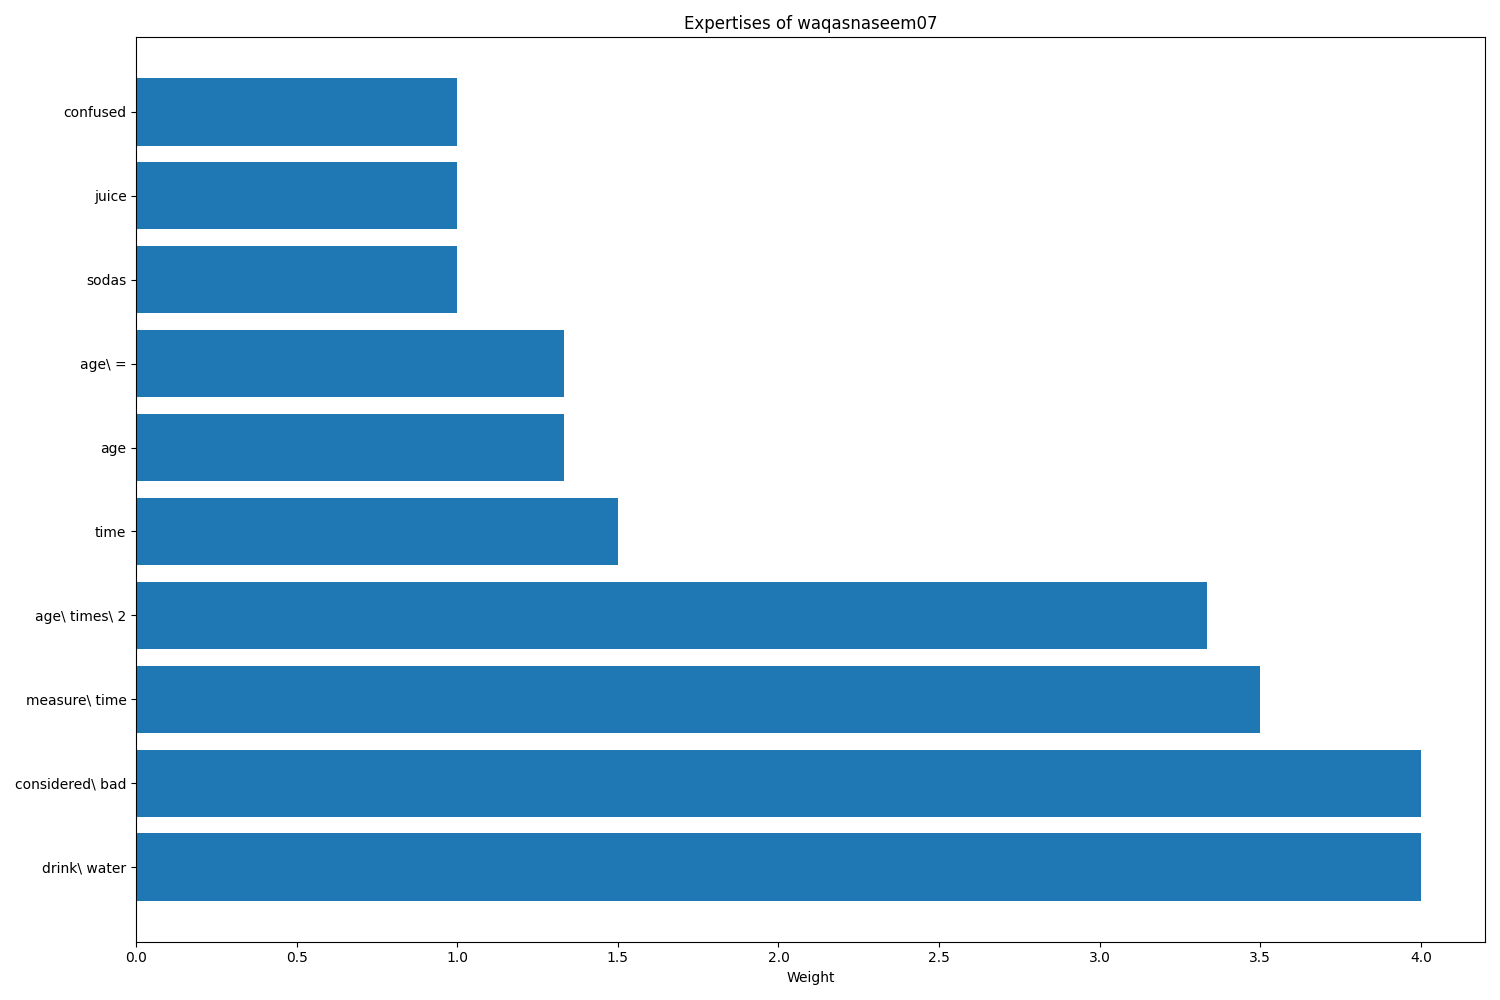 Expertises of waqasnaseem07
confused
juice
sodas
age\ =
age
time
age\ times\ 2
measure\ time
considered\ bad
drink\ water
0.0 0.5 1.0 1.5 2.0 2.5 3.0 3.5 4.0
Weight